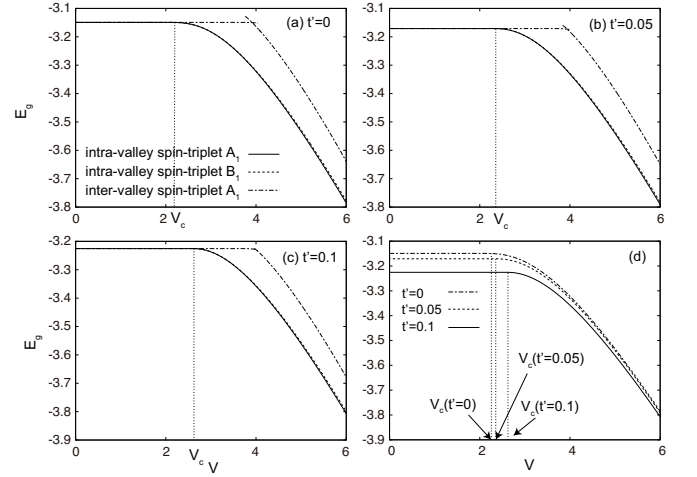 (a) t'=0
-3.1
-3.2
-3.3
-3.4
-3.5
-3.6
-3.7
-3.8
E_g
intra-valley spin-triplet A_1
intra-valley spin-triplet B_1
inter-valley spin-triplet A_1
0 2 4 6
V_c
(b) t'=0.05
-3.1
-3.2
-3.3
-3.4
-3.5
-3.6
-3.7
-3.8
0 2 4 6
V_c
(c) t'=0.1
-3.2
-3.3
-3.4
-3.5
-3.6
-3.7
-3.8
-3.9
E_g
0 2 4 6
V_c V
(d)
-3.1
-3.2
-3.3
-3.4
-3.5
-3.6
-3.7
-3.8
-3.9
t'=0
t'=0.05
t'=0.1
V_c(t'=0.05)
V_c(t'=0)
V_c(t'=0.1)
0 2 4 6
V